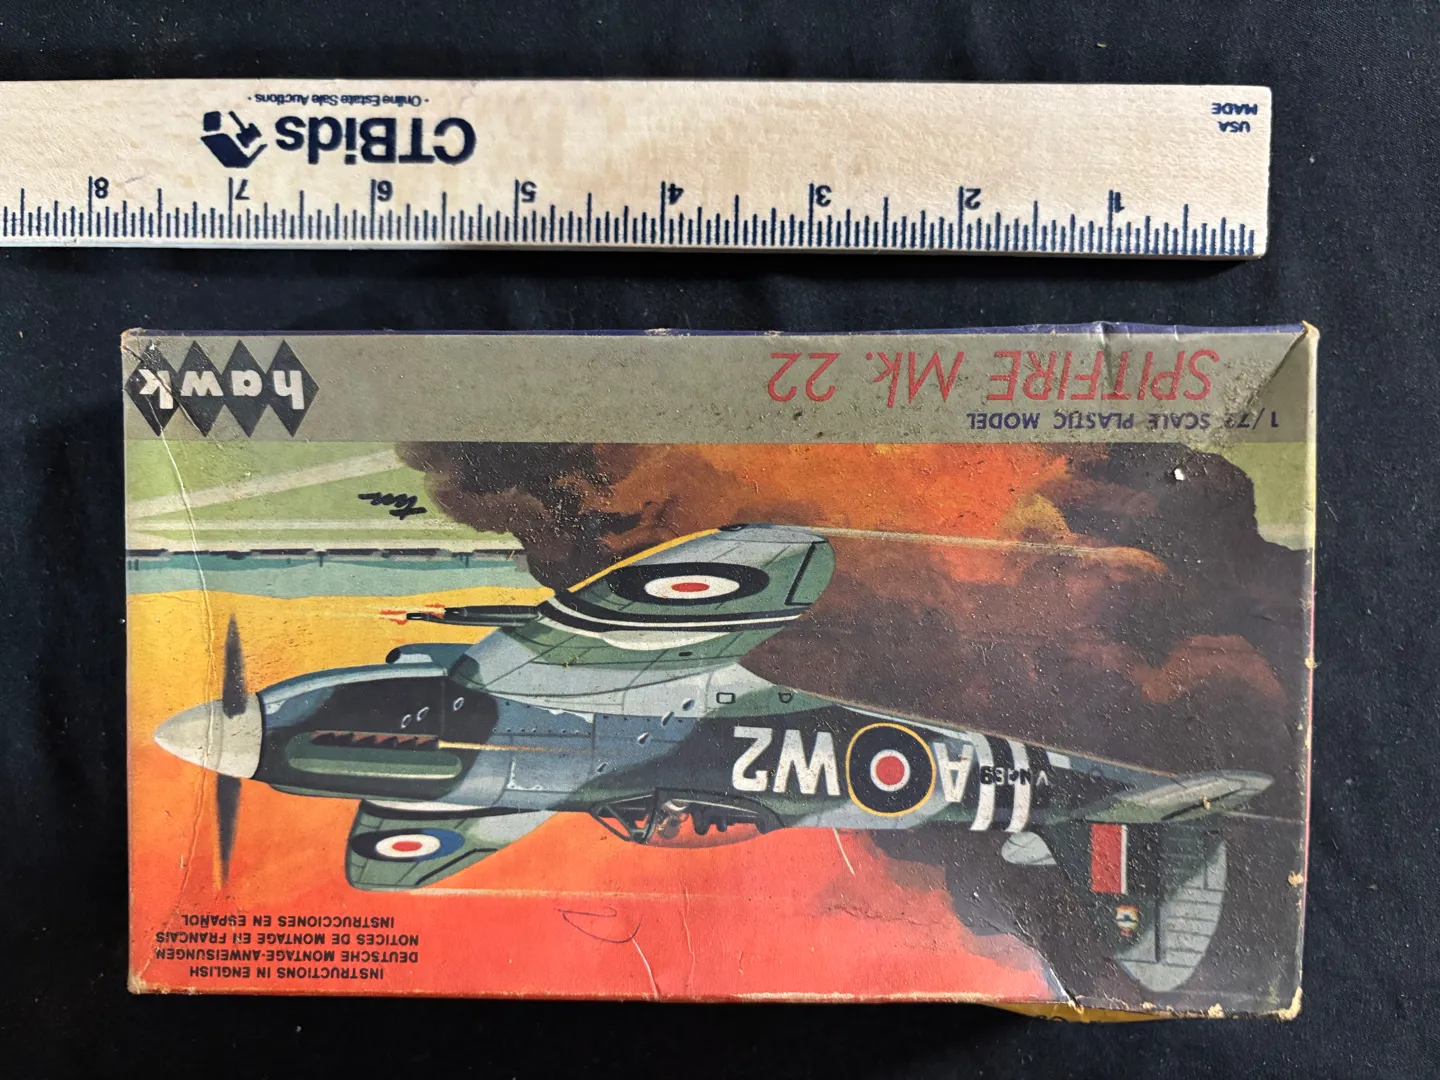 USA
MADE
1 2 3 4 5 6 7 8
CTBids
· Online Estate Sale Auctions ·
INSTRUCTIONS IN ENGLISH
DEUTSCHE MONTAGE-ANWEISUNGEN
NOTICES DE MONTAGE EN FRANCAIS
INSTRUCCIONES EN ESPAÑOL
A W2
1/72 SCALE PLASTIC MODEL
SPITFIRE Mk. 22
hawk